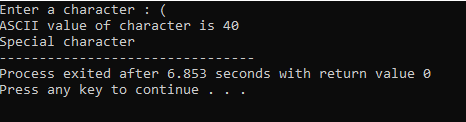 Enter a character : (
ASCII value of character is 40
Special character
--------------------------------
Process exited after 6.853 seconds with return value 0
Press any key to continue . . .